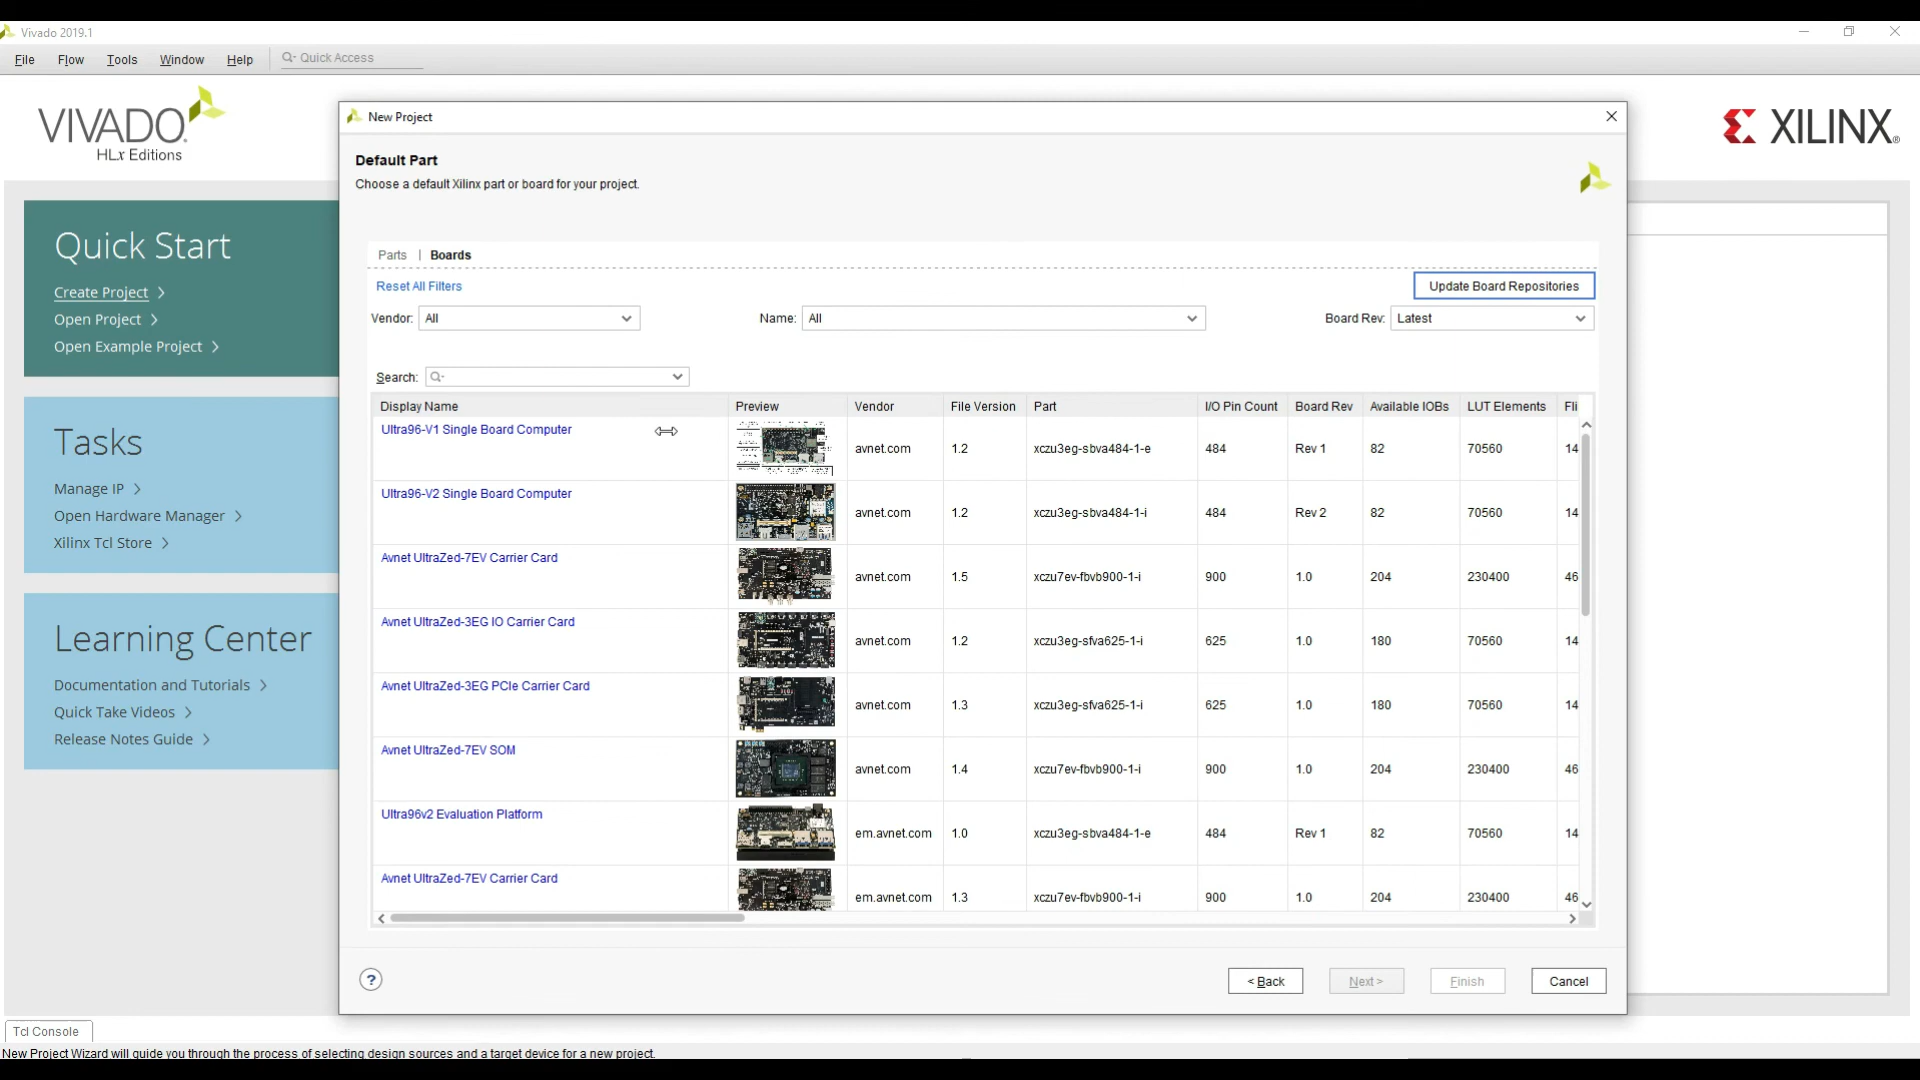 Vivado 2019.1
File Flow Tools Window Help Quick Access
VIVADO.
HLx Editions
XILINX®
New Project
Default Part
Choose a default Xilinx part or board for your project.
Quick Start
Create Project >
Open Project >
Open Example Project >
Tasks
Manage IP >
Open Hardware Manager >
Xilinx Tcl Store >
Learning Center
Documentation and Tutorials >
Quick Take Videos >
Release Notes Guide >
Parts | Boards
Reset All Filters
Update Board Repositories
Vendor: All Name: All Board Rev: Latest
Search:
Display Name Preview Vendor File Version Part I/O Pin Count Board Rev Available IOBs LUT Elements Fli
Ultra96-V1 Single Board Computer avnet.com 1.2 xczu3eg-sbva484-1-e 484 Rev 1 82 70560 14
Ultra96-V2 Single Board Computer avnet.com 1.2 xczu3eg-sbva484-1-i 484 Rev 2 82 70560 14
Avnet UltraZed-7EV Carrier Card avnet.com 1.5 xczu7ev-fbvb900-1-i 900 1.0 204 230400 46
Avnet UltraZed-3EG IO Carrier Card avnet.com 1.2 xczu3eg-sfva625-1-i 625 1.0 180 70560 14
Avnet UltraZed-3EG PCIe Carrier Card avnet.com 1.3 xczu3eg-sfva625-1-i 625 1.0 180 70560 14
Avnet UltraZed-7EV SOM avnet.com 1.4 xczu7ev-fbvb900-1-i 900 1.0 204 230400 46
Ultra96v2 Evaluation Platform em.avnet.com 1.0 xczu3eg-sbva484-1-e 484 Rev 1 82 70560 14
Avnet UltraZed-7EV Carrier Card em.avnet.com 1.3 xczu7ev-fbvb900-1-i 900 1.0 204 230400 46
? < Back Next > Finish Cancel
Tcl Console
New Project Wizard will guide you through the process of selecting design sources and a target device for a new project.